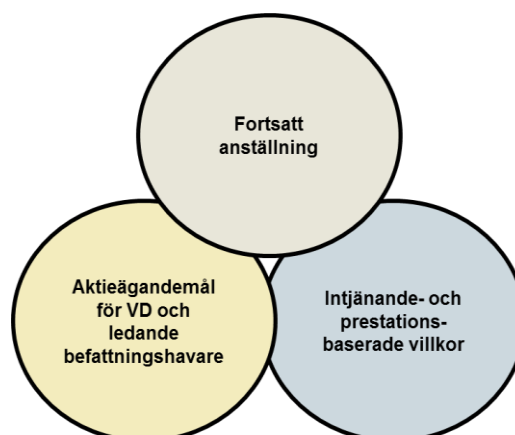 Fortsatt
anställning
Aktieägandemål
för VD och
ledande
befattningshavare
Intjänande- och
prestations-
baserade villkor